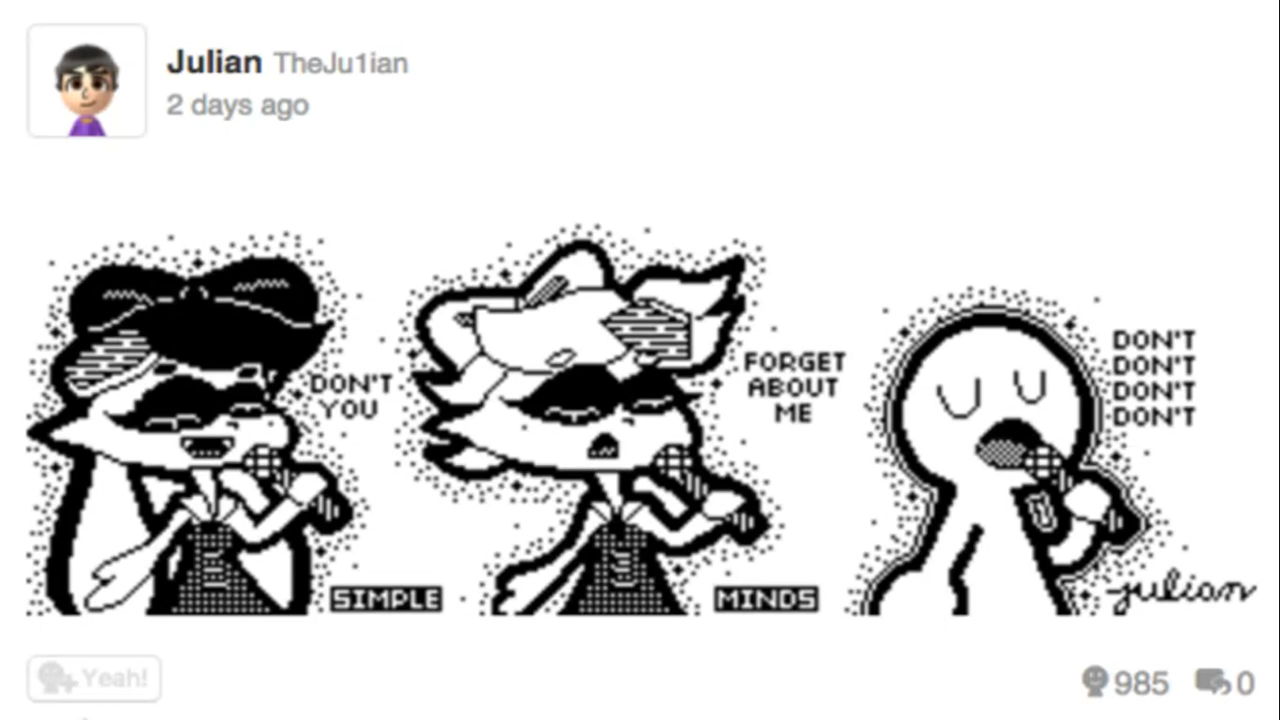 Julian TheJu1ian
2 days ago
DON'T
YOU
SIMPLE
FORGET
ABOUT
ME
MINDS
DON'T
DON'T
DON'T
DON'T
julian
Yeah!
985
0